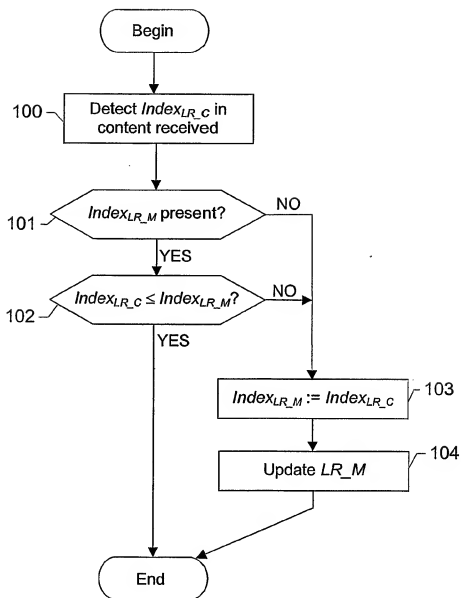 Begin
100
Detect Index_LR_C in
content received
101
Index_LR_M present?
NO
YES
102
Index_LR_C ≤ Index_LR_M?
NO
YES
Index_LR_M := Index_LR_C
103
Update LR_M
104
End